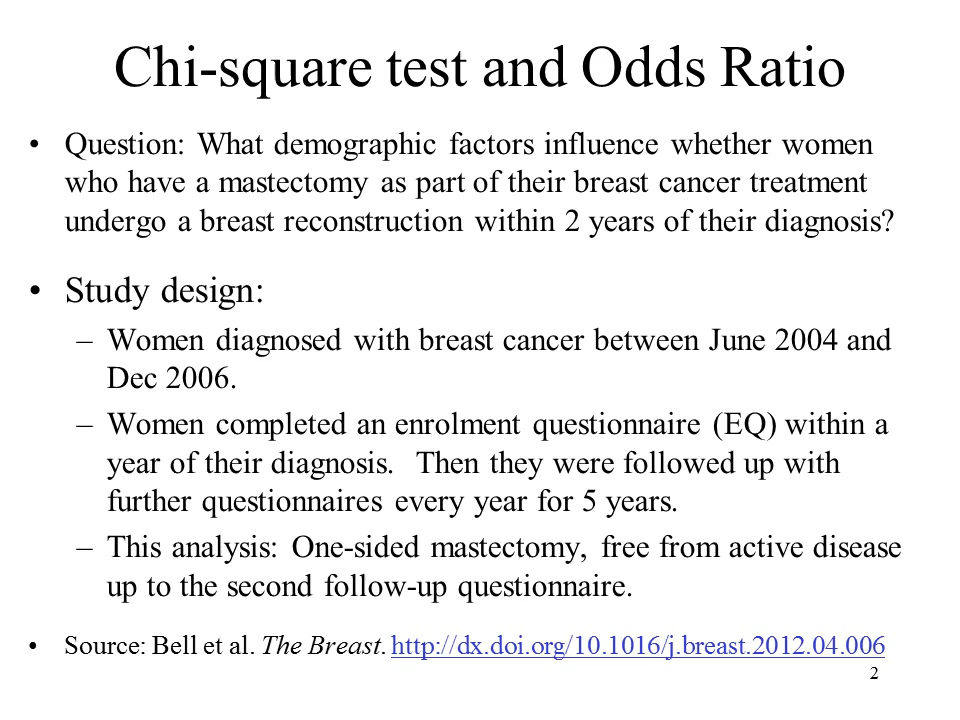 Chi-square test and Odds Ratio
• Question: What demographic factors influence whether women
who have a mastectomy as part of their breast cancer treatment
undergo a breast reconstruction within 2 years of their diagnosis?
• Study design:
– Women diagnosed with breast cancer between June 2004 and
Dec 2006.
– Women completed an enrolment questionnaire (EQ) within a
year of their diagnosis. Then they were followed up with
further questionnaires every year for 5 years.
– This analysis: One-sided mastectomy, free from active disease
up to the second follow-up questionnaire.
• Source: Bell et al. The Breast. http://dx.doi.org/10.1016/j.breast.2012.04.006
2